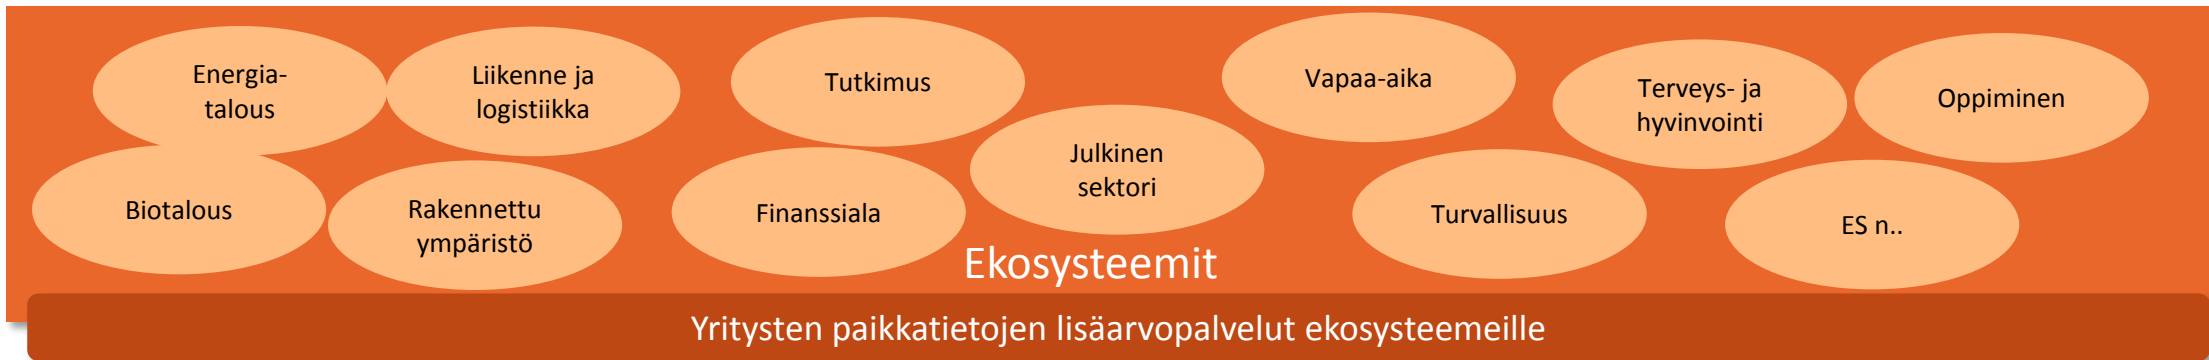 Energia-
talous
Liikenne ja
logistiikka
Tutkimus
Vapaa-aika
Terveys- ja
hyvinvointi
Oppiminen
Julkinen
sektori
Biotalous
Rakennettu
ympäristö
Finanssiala
Turvallisuus
ES n..
Ekosysteemit
Yritysten paikkatietojen lisäarvopalvelut ekosysteemeille